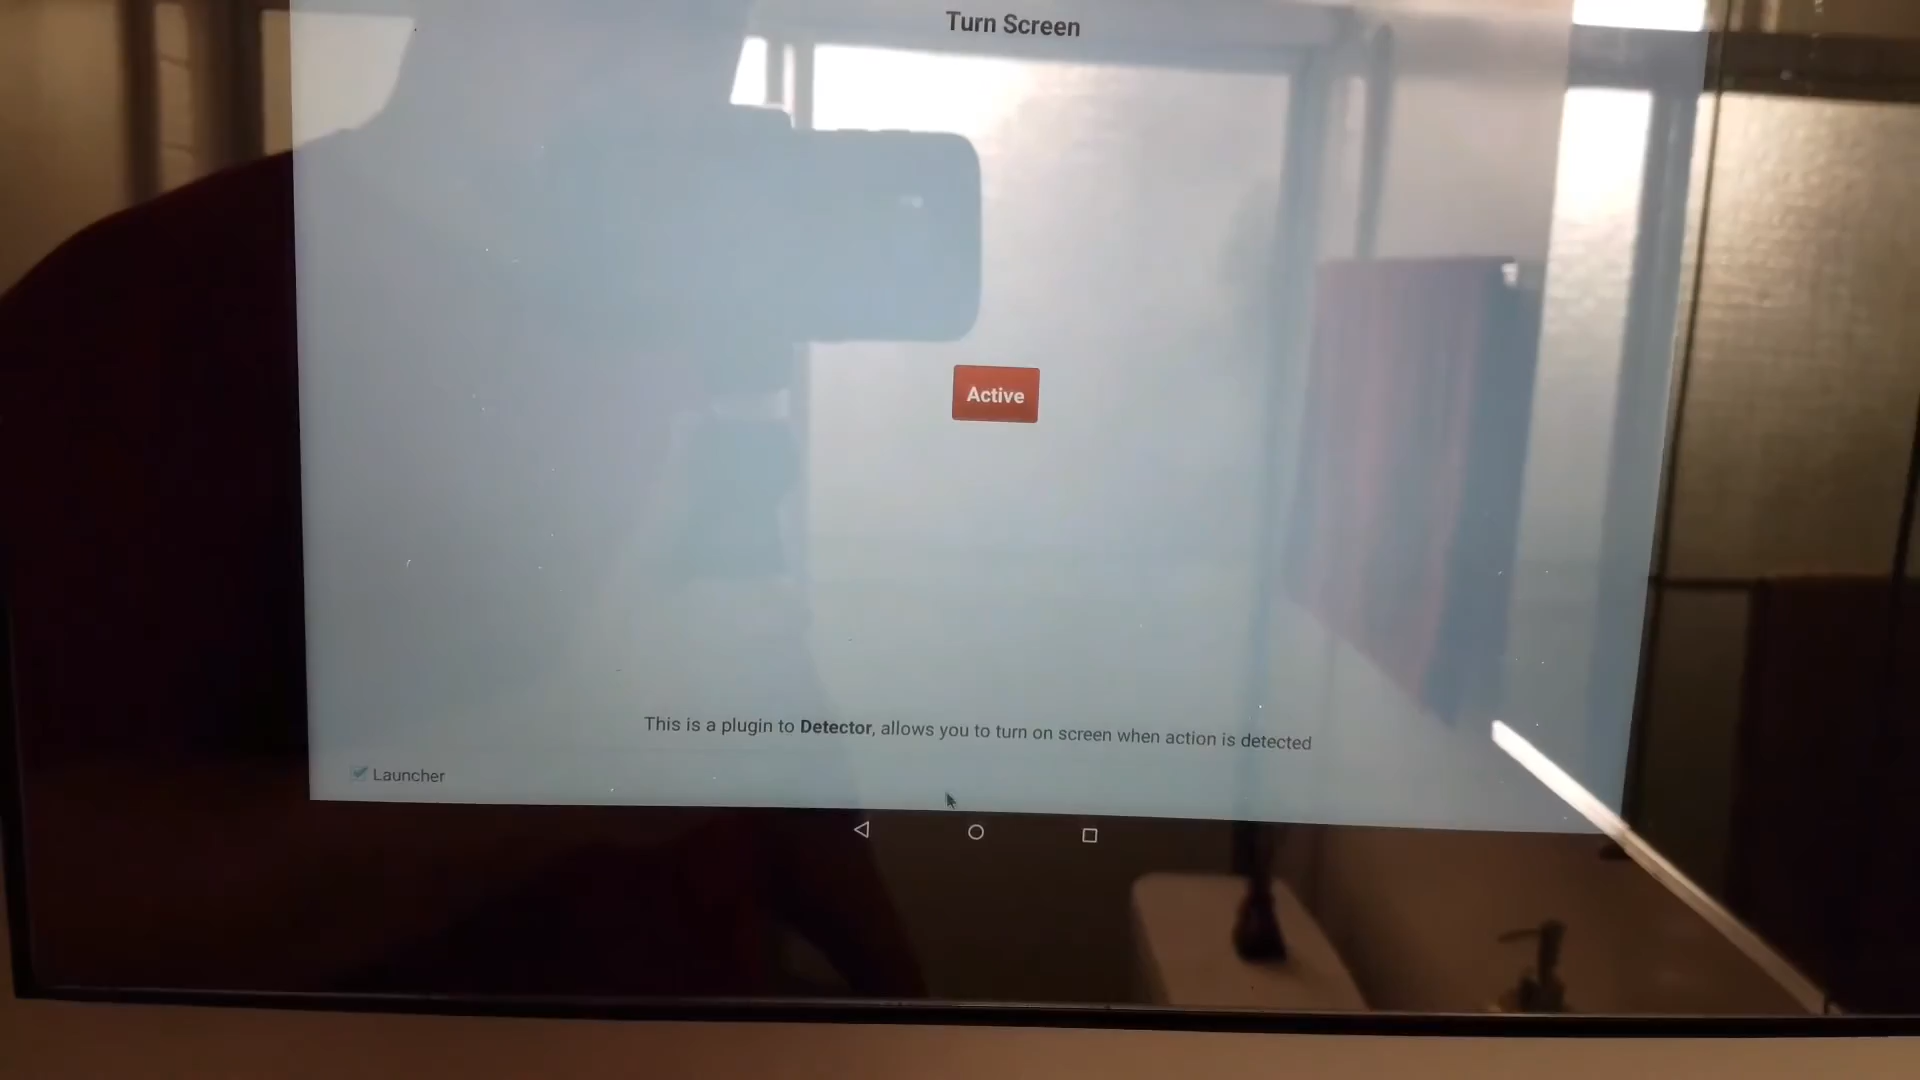 Turn Screen
Active
This is a plugin to Detector, allows you to turn on screen when action is detected
Launcher